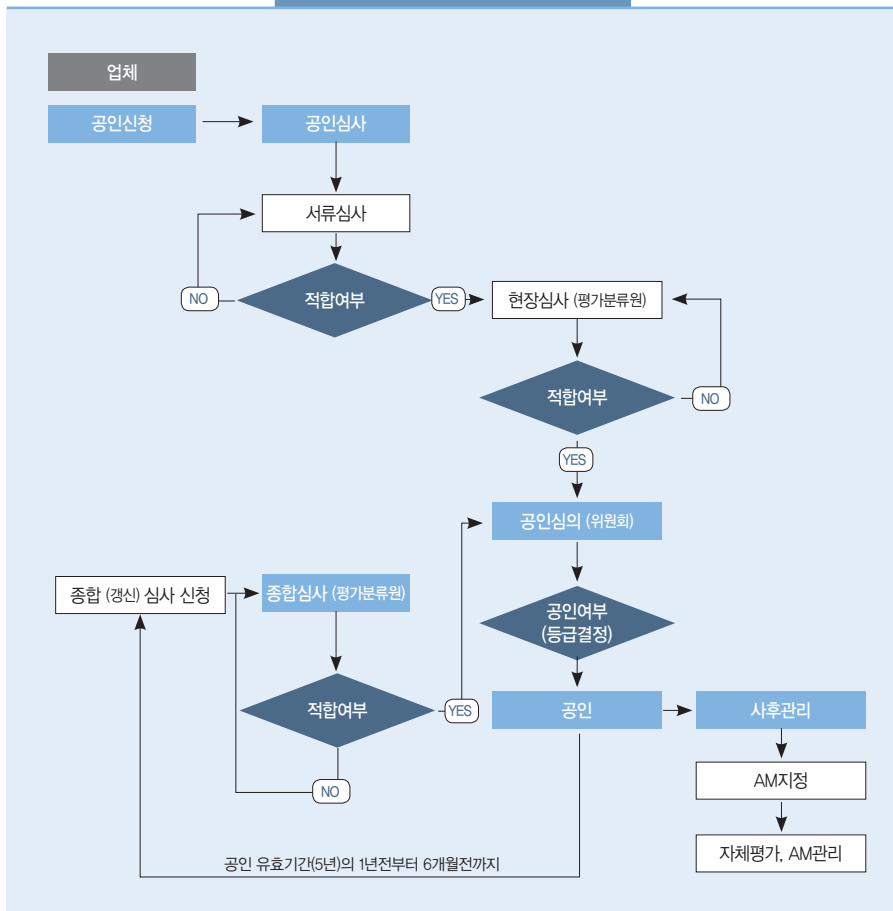 업체
공인신청
공인심사
서류심사
적합여부
NO
YES
현장심사 (평가분류원)
적합여부
NO
YES
공인심의 (위원회)
종합 (갱신) 심사 신청
종합심사 (평가분류원)
공인여부
(등급결정)
적합여부
YES
NO
공인
사후관리
AM지정
자체평가, AM관리
공인 유효기간(5년)의 1년전부터 6개월전까지